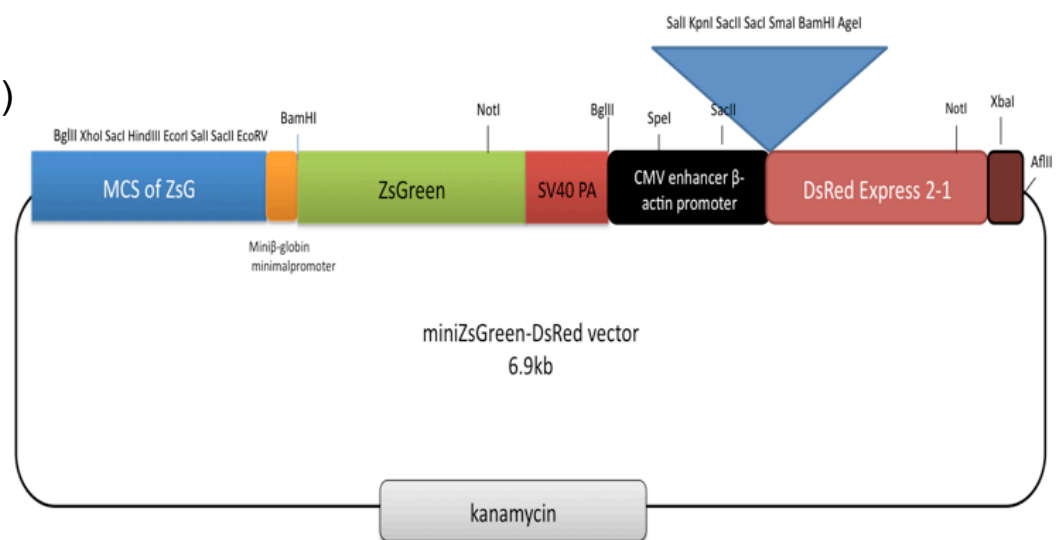 SalI KpnI SacII SacI SmaI BamHI AgeI
)
BglII XhoI SacI HindIII EcorI SalI SacII EcoRV
BamHI
NotI
BglII
SpeI
SacII
NotI
XbaI
AflII
MCS of ZsG
ZsGreen
SV40 PA
CMV enhancer β-
actin promoter
DsRed Express 2-1
Miniβ-globin
minimalpromoter
miniZsGreen-DsRed vector
6.9kb
kanamycin